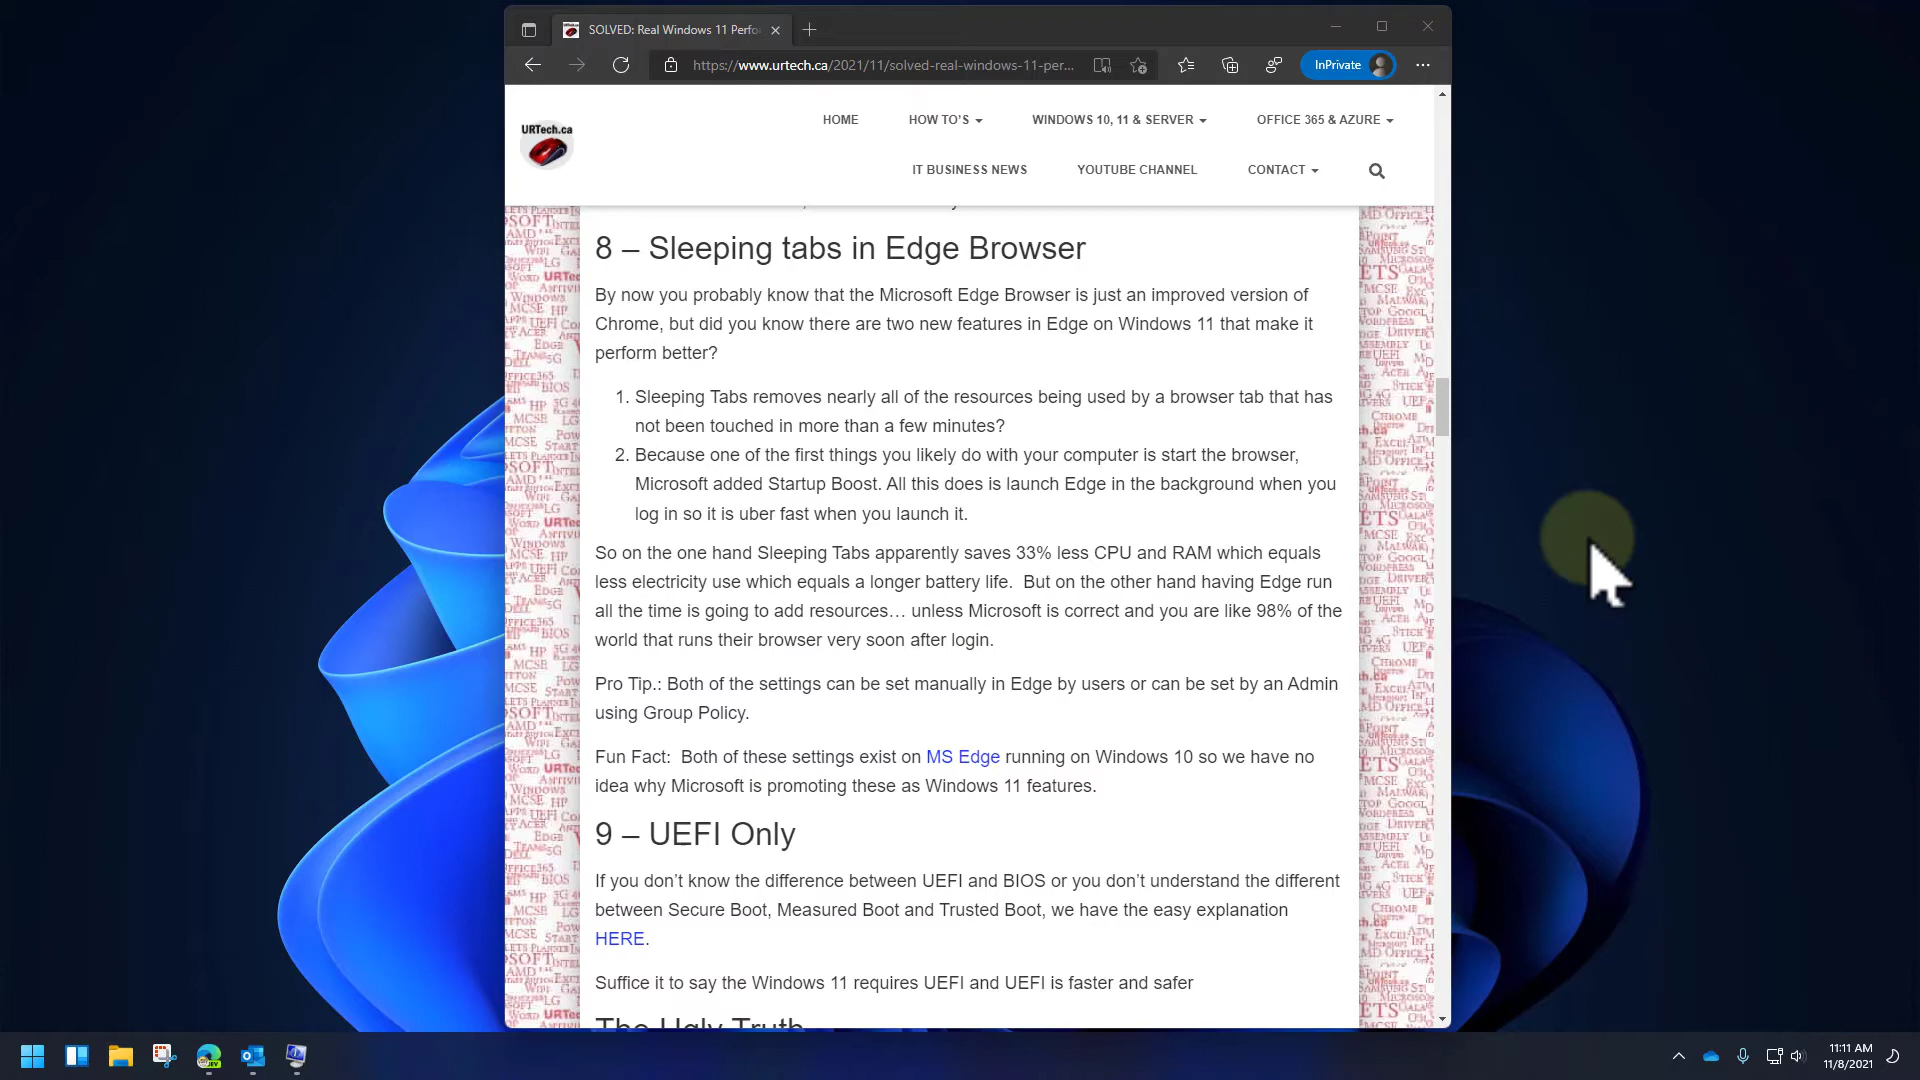 SOLVED: Real Windows 11 Perfo
https://www.urtech.ca/2021/11/solved-real-windows-11-per...
InPrivate
URTech.ca
HOME
HOW TO'S
WINDOWS 10, 11 & SERVER
OFFICE 365 & AZURE
IT BUSINESS NEWS
YOUTUBE CHANNEL
CONTACT
8 – Sleeping tabs in Edge Browser
By now you probably know that the Microsoft Edge Browser is just an improved version of
Chrome, but did you know there are two new features in Edge on Windows 11 that make it
perform better?
1. Sleeping Tabs removes nearly all of the resources being used by a browser tab that has
not been touched in more than a few minutes?
2. Because one of the first things you likely do with your computer is start the browser,
Microsoft added Startup Boost. All this does is launch Edge in the background when you
log in so it is uber fast when you launch it.
So on the one hand Sleeping Tabs apparently saves 33% less CPU and RAM which equals
less electricity use which equals a longer battery life.  But on the other hand having Edge run
all the time is going to add resources… unless Microsoft is correct and you are like 98% of the
world that runs their browser very soon after login.
Pro Tip.: Both of the settings can be set manually in Edge by users or can be set by an Admin
using Group Policy.
Fun Fact:  Both of these settings exist on MS Edge running on Windows 10 so we have no
idea why Microsoft is promoting these as Windows 11 features.
9 – UEFI Only
If you don't know the difference between UEFI and BIOS or you don't understand the different
between Secure Boot, Measured Boot and Trusted Boot, we have the easy explanation
HERE.
Suffice it to say the Windows 11 requires UEFI and UEFI is faster and safer
The Ugly Truth
11:11 AM
11/8/2021